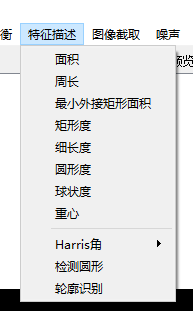 衡 特征描述 图像截取 噪声
预览
面积
周长
最小外接矩形面积
矩形度
细长度
圆形度
球状度
重心
Harris角
检测圆形
轮廓识别